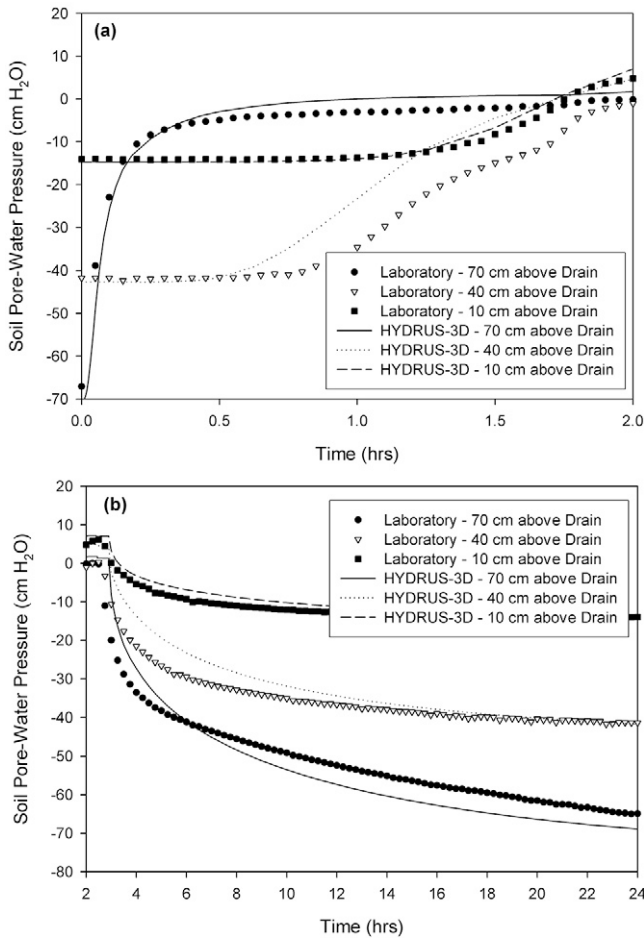 (a)
Soil Pore-Water Pressure (cm H₂O)
20
10
0
-10
-20
-30
-40
-50
-60
-70
Laboratory - 70 cm above Drain
Laboratory - 40 cm above Drain
Laboratory - 10 cm above Drain
HYDRUS-3D - 70 cm above Drain
HYDRUS-3D - 40 cm above Drain
HYDRUS-3D - 10 cm above Drain
0.0 0.5 1.0 1.5 2.0
Time (hrs)
(b)
Soil Pore-Water Pressure (cm H₂O)
20
10
0
-10
-20
-30
-40
-50
-60
-70
-80
Laboratory - 70 cm above Drain
Laboratory - 40 cm above Drain
Laboratory - 10 cm above Drain
HYDRUS-3D - 70 cm above Drain
HYDRUS-3D - 40 cm above Drain
HYDRUS-3D - 10 cm above Drain
2 4 6 8 10 12 14 16 18 20 22 24
Time (hrs)